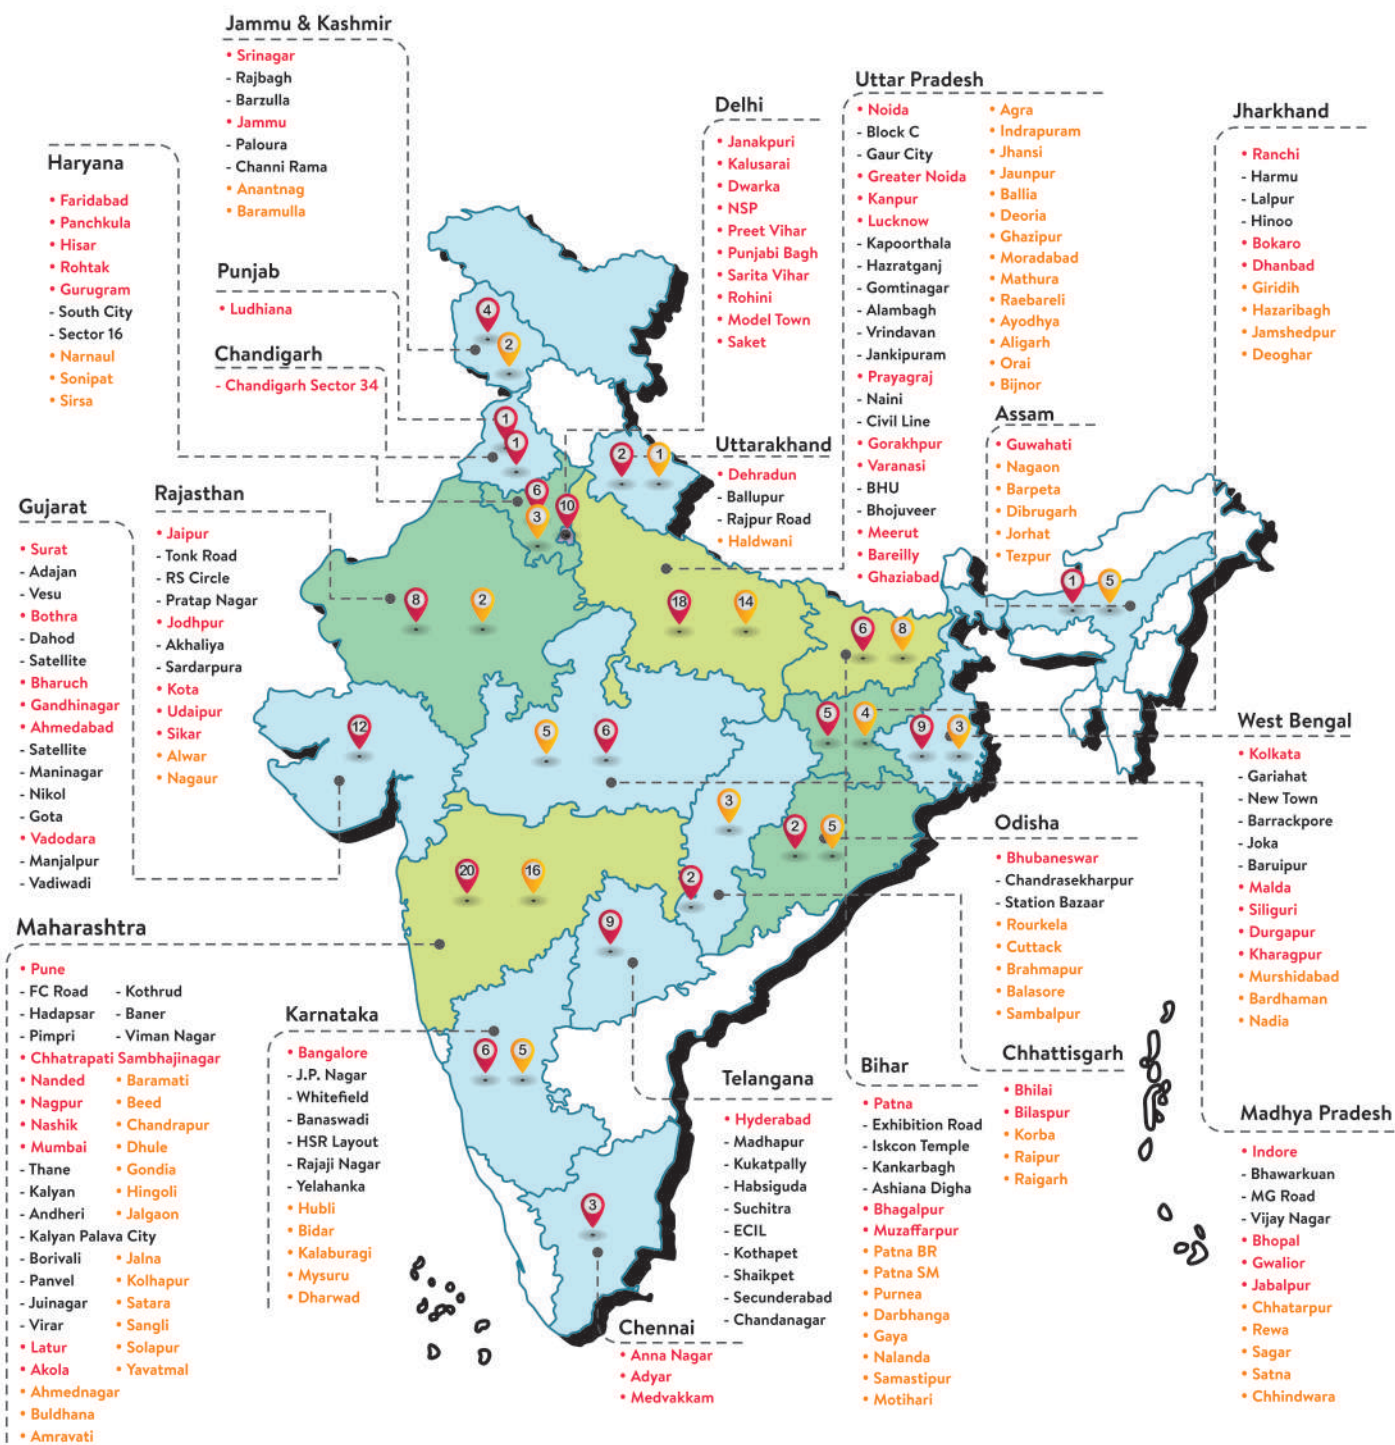 Jammu & Kashmir
• Srinagar
- Rajbagh
- Barzulla
• Jammu
- Paloura
- Channi Rama
• Anantnag
• Baramulla
Haryana
• Faridabad
• Panchkula
• Hisar
• Rohtak
• Gurugram
- South City
- Sector 16
• Narnaul
• Sonipat
• Sirsa
Punjab
• Ludhiana
Chandigarh
- Chandigarh Sector 34
Delhi
• Janakpuri
• Kalusarai
• Dwarka
• NSP
• Preet Vihar
• Punjabi Bagh
• Sarita Vihar
• Rohini
• Model Town
• Saket
Uttar Pradesh
• Noida
- Block C
- Gaur City
• Greater Noida
• Kanpur
• Lucknow
- Kapoorthala
- Hazratganj
- Gomtinagar
- Alambagh
- Vrindavan
- Jankipuram
• Prayagraj
- Naini
- Civil Line
• Gorakhpur
• Varanasi
- BHU
- Bhojuveer
• Meerut
• Bareilly
• Ghaziabad
• Agra
• Indrapuram
• Jhansi
• Jaunpur
• Ballia
• Deoria
• Ghazipur
• Moradabad
• Mathura
• Raebareli
• Ayodhya
• Aligarh
• Orai
• Bijnor
Jharkhand
• Ranchi
- Harmu
- Lalpur
- Hinoo
• Bokaro
• Dhanbad
• Giridih
• Hazaribagh
• Jamshedpur
• Deoghar
Assam
• Guwahati
• Nagaon
• Barpeta
• Dibrugarh
• Jorhat
• Tezpur
Uttarakhand
• Dehradun
- Ballupur
- Rajpur Road
• Haldwani
Gujarat
• Surat
- Adajan
- Vesu
• Bothra
- Dahod
- Satellite
• Bharuch
• Gandhinagar
• Ahmedabad
- Satellite
- Maninagar
- Nikol
- Gota
• Vadodara
- Manjalpur
- Vadiwadi
Rajasthan
• Jaipur
- Tonk Road
- RS Circle
- Pratap Nagar
• Jodhpur
- Akhaliya
- Sardarpura
• Kota
• Udaipur
• Sikar
• Alwar
• Nagaur
4
2
1
1
2
1
6
10
3
8
2
18
14
1
5
6
8
12
5
6
5
4
9
3
3
2
5
20
16
2
9
6
5
3
West Bengal
• Kolkata
- Gariahat
- New Town
- Barrackpore
- Joka
- Baruipur
• Malda
• Siliguri
• Durgapur
• Kharagpur
• Murshidabad
• Bardhaman
• Nadia
Odisha
• Bhubaneswar
- Chandrasekharpur
- Station Bazaar
• Rourkela
• Cuttack
• Brahmapur
• Balasore
• Sambalpur
Maharashtra
• Pune
- FC Road - Kothrud
- Hadapsar - Baner
- Pimpri - Viman Nagar
• Chhatrapati Sambhajinagar
• Nanded • Baramati
• Nagpur • Beed
• Nashik • Chandrapur
• Mumbai • Dhule
- Thane • Gondia
- Kalyan • Hingoli
- Andheri • Jalgaon
- Kalyan Palava City
- Borivali • Jalna
- Panvel • Kolhapur
- Juinagar • Satara
- Virar • Sangli
• Latur • Solapur
• Akola • Yavatmal
• Ahmednagar
• Buldhana
• Amravati
Karnataka
• Bangalore
- J.P. Nagar
- Whitefield
- Banaswadi
- HSR Layout
- Rajaji Nagar
- Yelahanka
• Hubli
• Bidar
• Kalaburagi
• Mysuru
• Dharwad
Chennai
• Anna Nagar
• Adyar
• Medvakkam
Telangana
• Hyderabad
- Madhapur
- Kukatpally
- Habsiguda
- Suchitra
- ECIL
- Kothapet
- Shaikpet
- Secunderabad
- Chandanagar
Bihar
• Patna
- Exhibition Road
- Iskcon Temple
- Kankarbagh
- Ashiana Digha
• Bhagalpur
• Muzaffarpur
• Patna BR
• Patna SM
• Purnea
• Darbhanga
• Gaya
• Nalanda
• Samastipur
• Motihari
Chhattisgarh
• Bhilai
• Bilaspur
• Korba
• Raipur
• Raigarh
Madhya Pradesh
• Indore
- Bhawarkuan
- MG Road
- Vijay Nagar
• Bhopal
• Gwalior
• Jabalpur
• Chhatarpur
• Rewa
• Sagar
• Satna
• Chhindwara